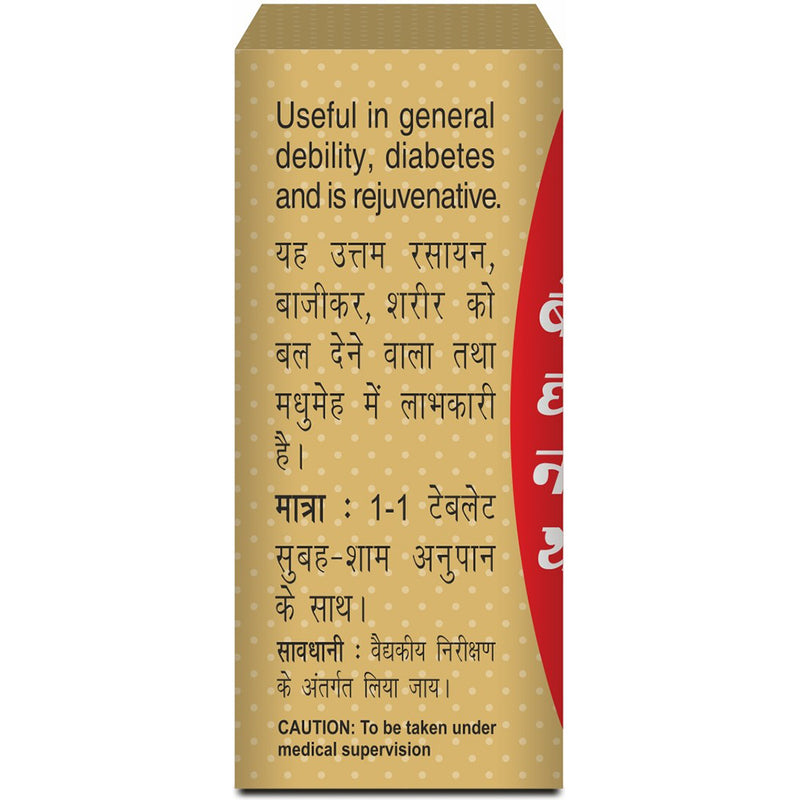 Useful in general
debility, diabetes
and is rejuvenative.
यह उत्तम रसायन,
बाजीकर, शरीर को
बल देने वाला तथा
मधुमेह में लाभकारी
है।
मात्रा : 1-1 टेबलेट
सुबह-शाम अनुपान
के साथ।
सावधानी : वैद्यकीय निरीक्षण
के अंतर्गत लिया जाय।
CAUTION: To be taken under
medical supervision